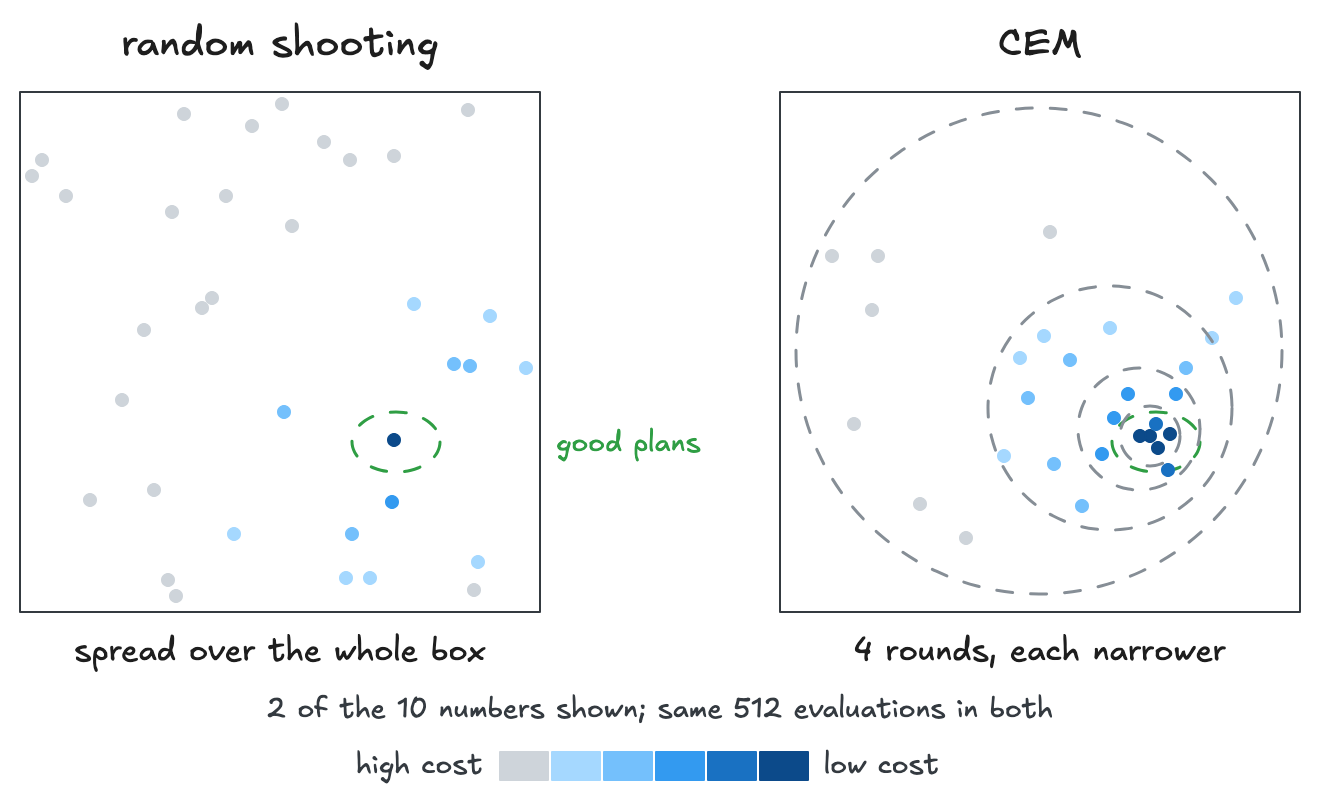 random shooting
CEM
good plans
spread over the whole box
4 rounds, each narrower
2 of the 10 numbers shown; same 512 evaluations in both
high cost
low cost